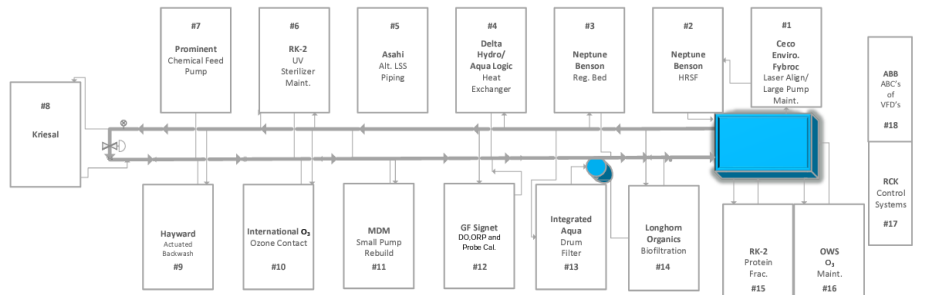 #7
Prominent
Chemical Feed
Pump
#6
RK-2
UV
Sterilizer
Maint.
#5
Asahi
Alt. LSS
Piping
#4
Delta
Hydro/
Aqua Logic
Heat
Exchanger
#3
Neptune
Benson
Reg. Bed
#2
Neptune
Benson
HRSF
#1
Ceco
Enviro.
Fybroc
Laser Align/
Large Pump
Maint.
ABB
ABC's
of
VFD's
#18
#8
Kriesal
RCK
Control
Systems
#17
Hayward
Actuated
Backwash
#9
International O₃
Ozone Contact
#10
MDM
Small Pump
Rebuild
#11
GF Signet
DO,ORP and
Probe Cal.
#12
Integrated
Aqua
Drum
Filter
#13
Longhorn
Organics
Biofiltration
#14
RK-2
Protein
Frac.
#15
OWS
O₃
Maint.
#16